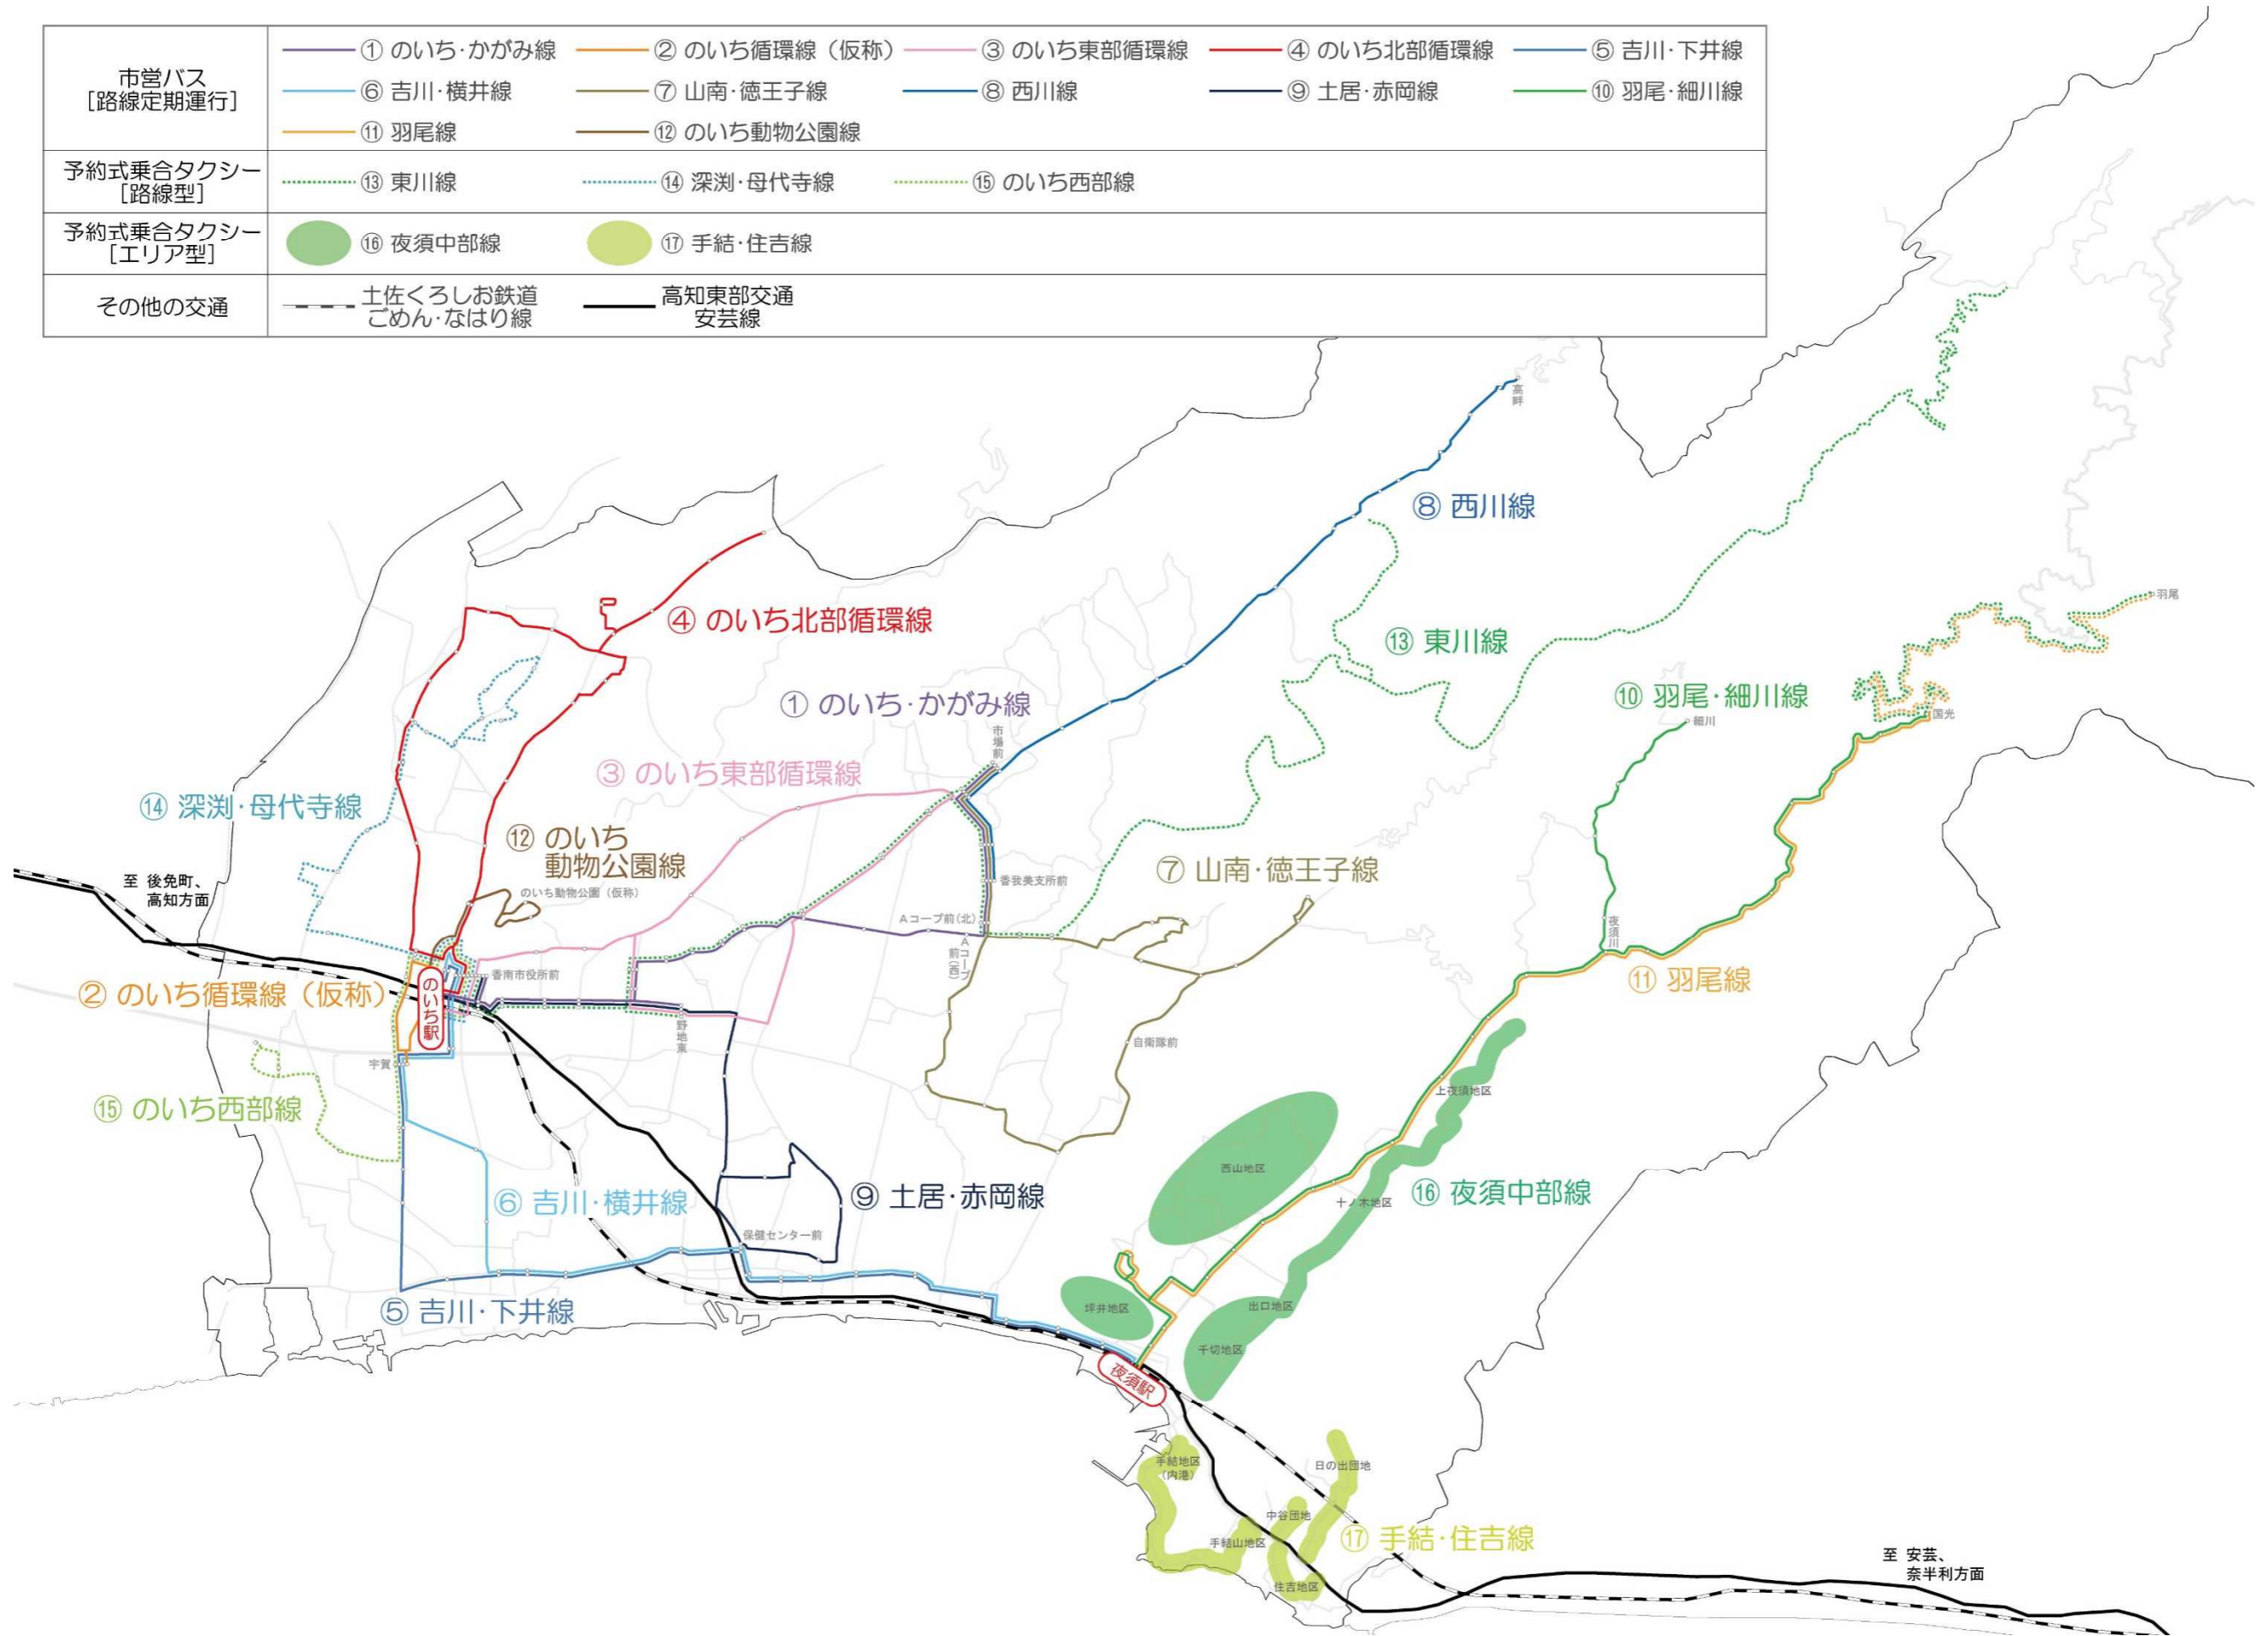 市営バス
［路線定期運行］
① のいち・かがみ線
② のいち循環線（仮称）
③ のいち東部循環線
④ のいち北部循環線
⑤ 吉川・下井線
⑥ 吉川・横井線
⑦ 山南・徳王子線
⑧ 西川線
⑨ 土居・赤岡線
⑩ 羽尾・細川線
⑪ 羽尾線
⑫ のいち動物公園線
予約式乗合タクシー
［路線型］
⑬ 東川線
⑭ 深渕・母代寺線
⑮ のいち西部線
予約式乗合タクシー
［エリア型］
⑯ 夜須中部線
⑰ 手結・住吉線
その他の交通
土佐くろしお鉄道
ごめん・なはり線
高知東部交通
安芸線
高畔
⑧ 西川線
④ のいち北部循環線
羽尾
⑬ 東川線
⑩ 羽尾・細川線
① のいち・かがみ線
細川
国光
市場前
③ のいち東部循環線
⑭ 深渕・母代寺線
⑫ のいち
動物公園線
のいち動物公園（仮称）
至 後免町、
高知方面
香我美支所前
⑦ 山南・徳王子線
Aコープ前（北）
Aコープ
前（西）
夜須川
香南市役所前
⑪ 羽尾線
② のいち循環線（仮称）
のいち駅
野地東
自衛隊前
宇賀
上夜須地区
⑮ のいち西部線
西山地区
⑥ 吉川・横井線
⑨ 土居・赤岡線
十ノ木地区
⑯ 夜須中部線
保健センター前
⑤ 吉川・下井線
坪井地区
出口地区
千切地区
夜須駅
手結地区
（内港）
日の出団地
中谷団地
手結山地区
⑰ 手結・住吉線
住吉地区
至 安芸、
奈半利方面